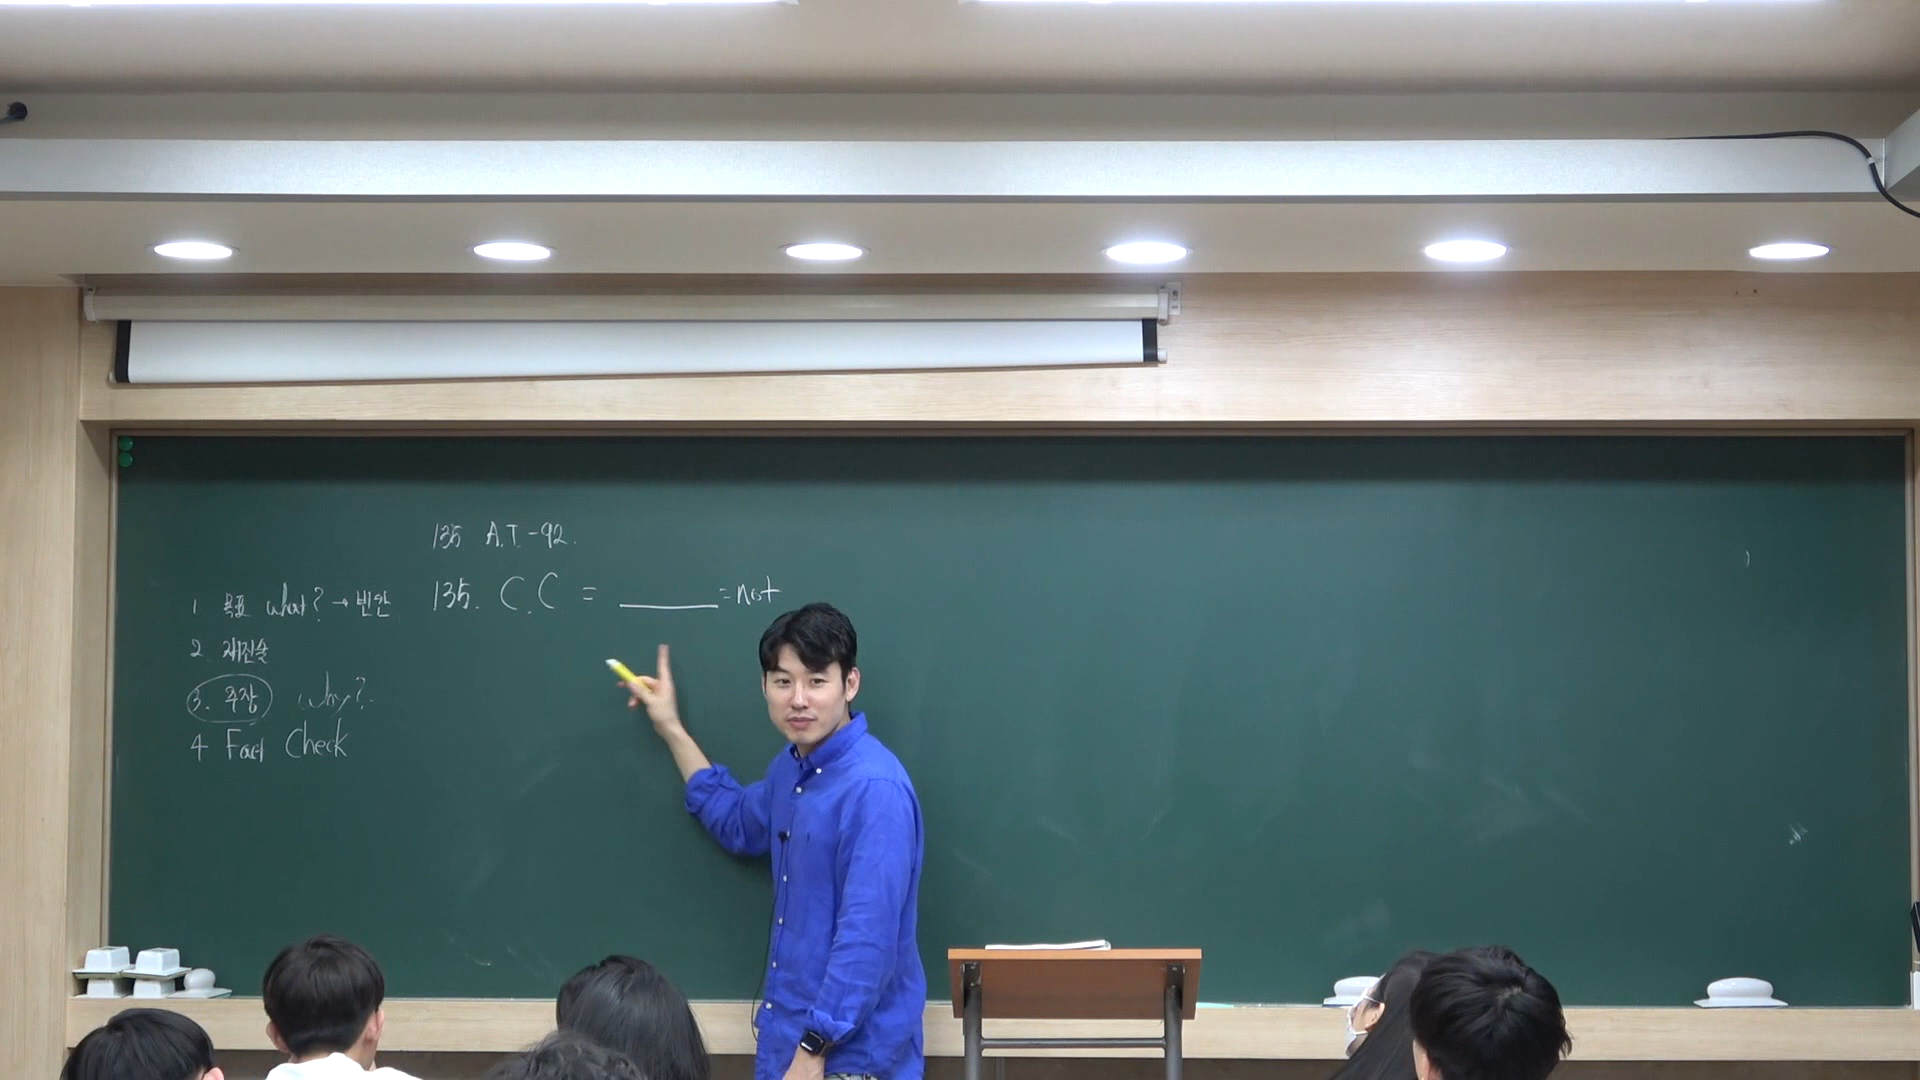 135 A.T. -92.
135. C.C = ______ = not
1 목표 what? → 빈칸
2 재진술
3. 주장 why?
4 Fact Check